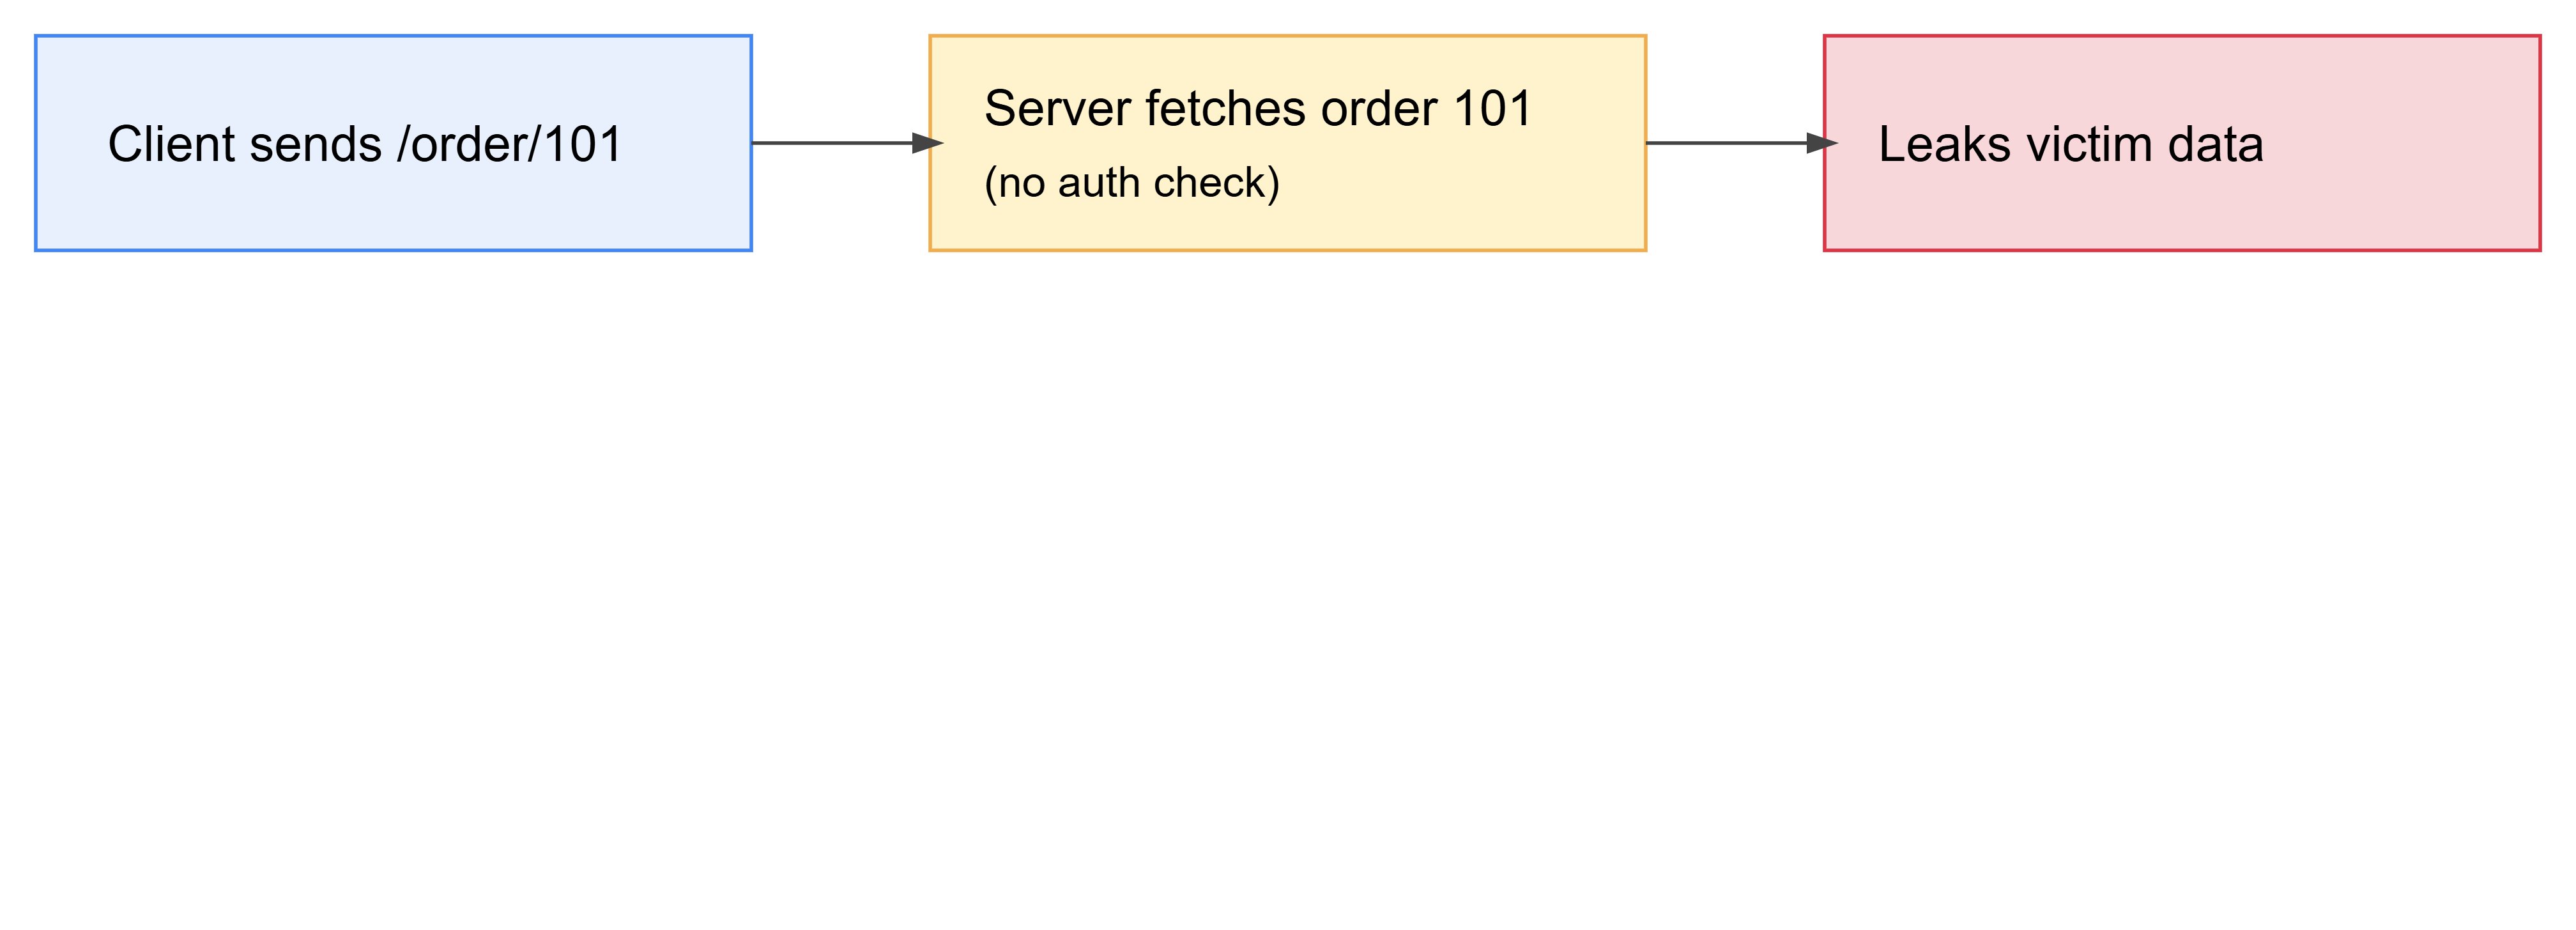 Client sends /order/101
Server fetches order 101
(no auth check)
Leaks victim data